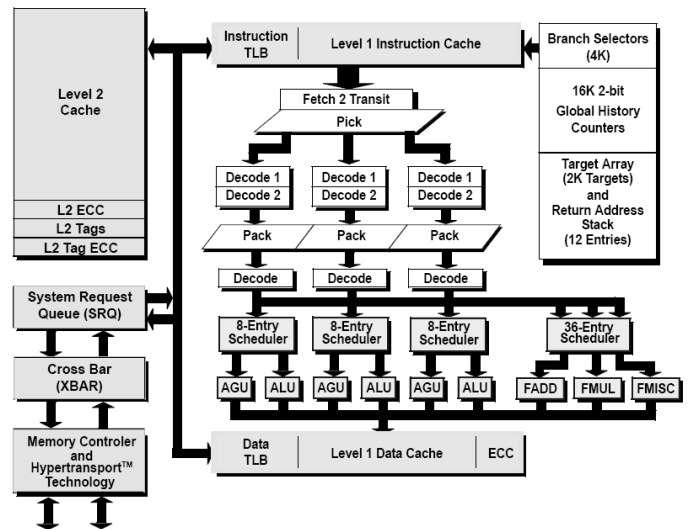 Level 2
Cache
L2 ECC
L2 Tags
L2 Tag ECC
System Request
Queue (SRQ)
Cross Bar
(XBAR)
Memory Controler
and
Hypertransport™
Technology
Instruction
TLB
Level 1 Instruction Cache
Fetch 2 Transit
Pick
Decode 1
Decode 2
Decode 1
Decode 2
Decode 1
Decode 2
Pack
Pack
Pack
Decode
Decode
Decode
8-Entry
Scheduler
8-Entry
Scheduler
8-Entry
Scheduler
36-Entry
Scheduler
AGU
ALU
AGU
ALU
AGU
ALU
FADD
FMUL
FMISC
Data
TLB
Level 1 Data Cache
ECC
Branch Selectors
(4K)
16K 2-bit
Global History
Counters
Target Array
(2K Targets)
and
Return Address
Stack
(12 Entries)